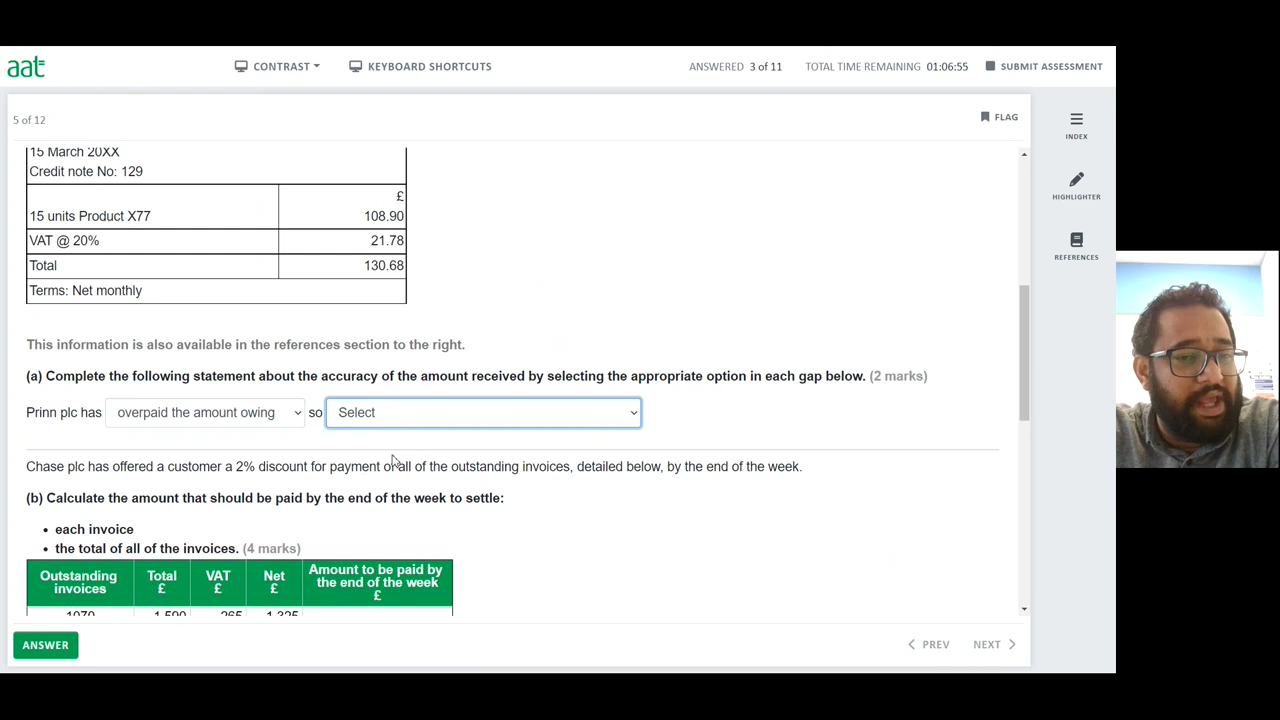 aat
CONTRAST
KEYBOARD SHORTCUTS
ANSWERED 3 of 11
TOTAL TIME REMAINING 01:06:55
SUBMIT ASSESSMENT
5 of 12
FLAG
INDEX
HIGHLIGHTER
REFERENCES
15 March 20XX
Credit note No: 129
£
15 units Product X77 108.90
VAT @ 20% 21.78
Total 130.68
Terms: Net monthly
This information is also available in the references section to the right.
(a) Complete the following statement about the accuracy of the amount received by selecting the appropriate option in each gap below. (2 marks)
Prinn plc has overpaid the amount owing so Select
Chase plc has offered a customer a 2% discount for payment of all of the outstanding invoices, detailed below, by the end of the week.
(b) Calculate the amount that should be paid by the end of the week to settle:
• each invoice
• the total of all of the invoices. (4 marks)
Outstanding invoices Total £ VAT £ Net £ Amount to be paid by the end of the week £
1070 1,590 265 1,325
ANSWER
PREV
NEXT